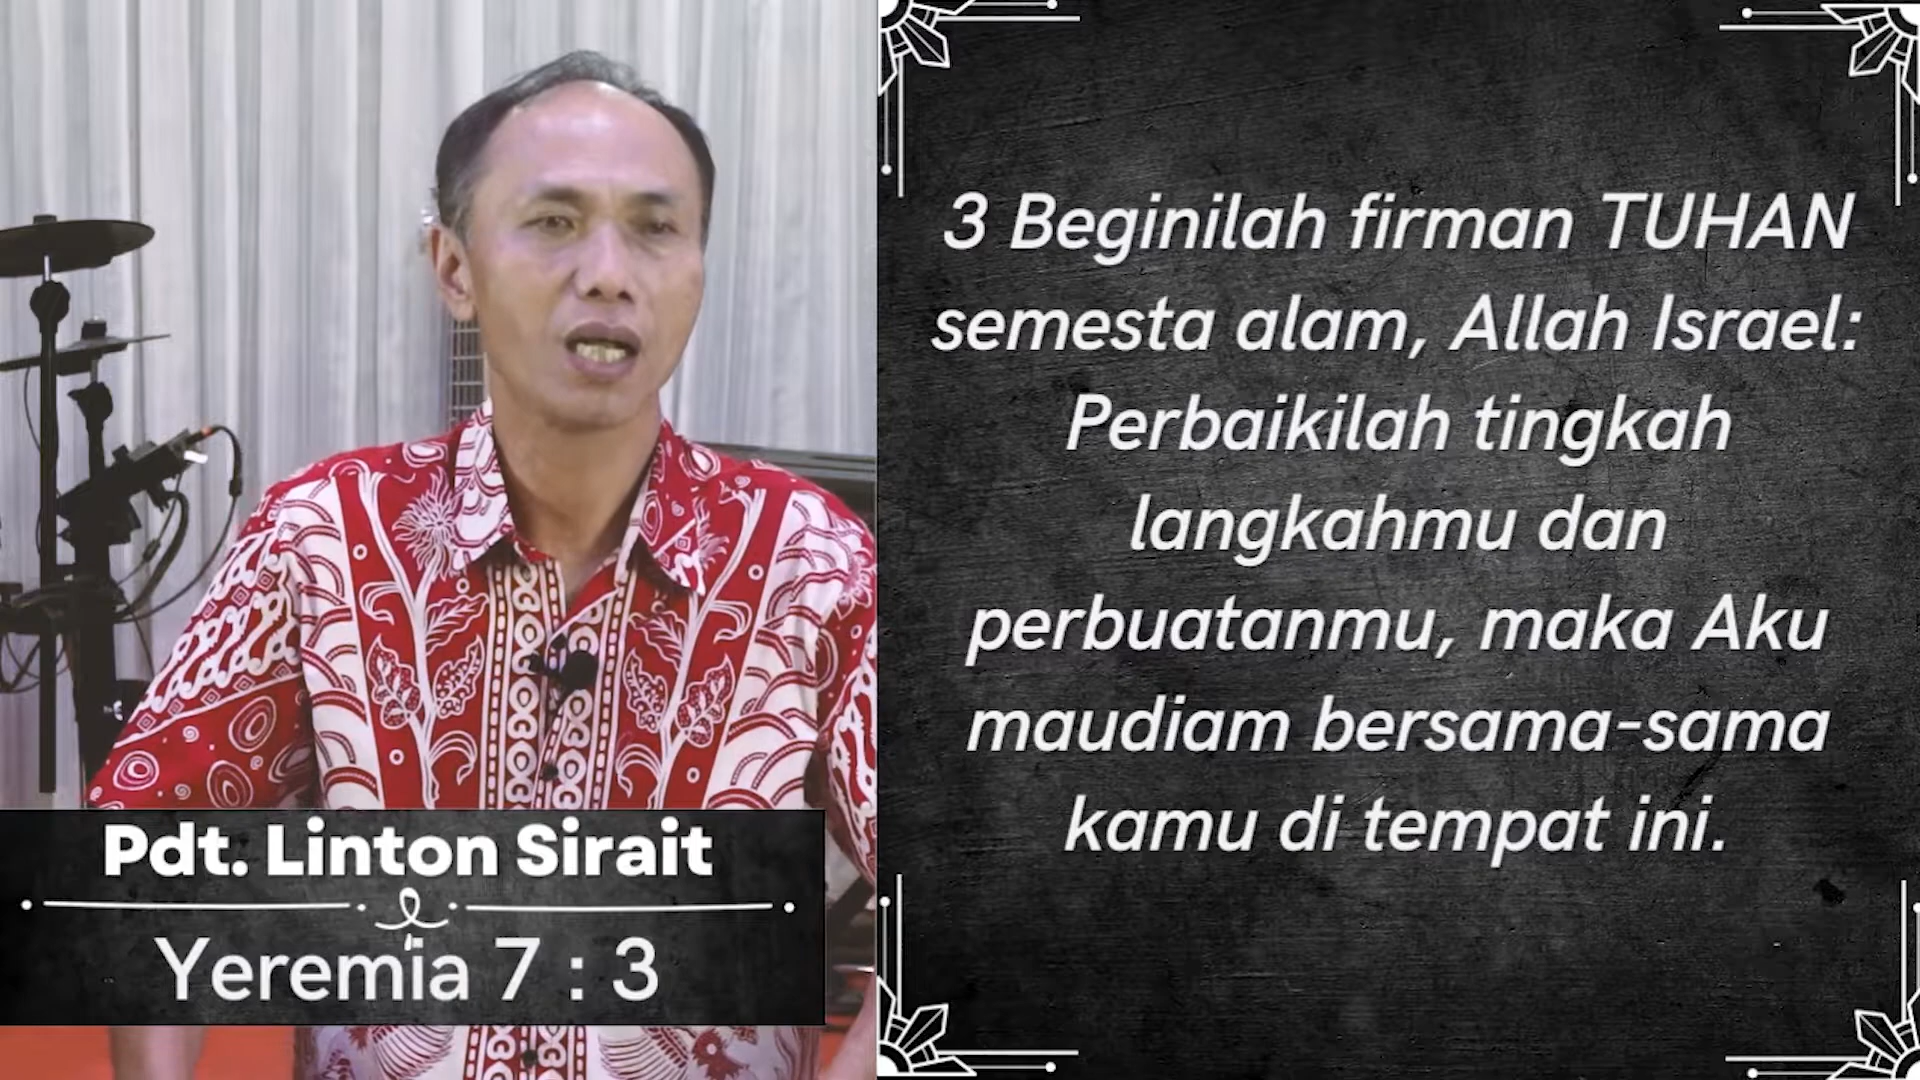 Pdt. Linton Sirait
Yeremia 7 : 3
3 Beginilah firman TUHAN
semesta alam, Allah Israel:
Perbaikilah tingkah
langkahmu dan
perbuatanmu, maka Aku
maudiam bersama-sama
kamu di tempat ini.